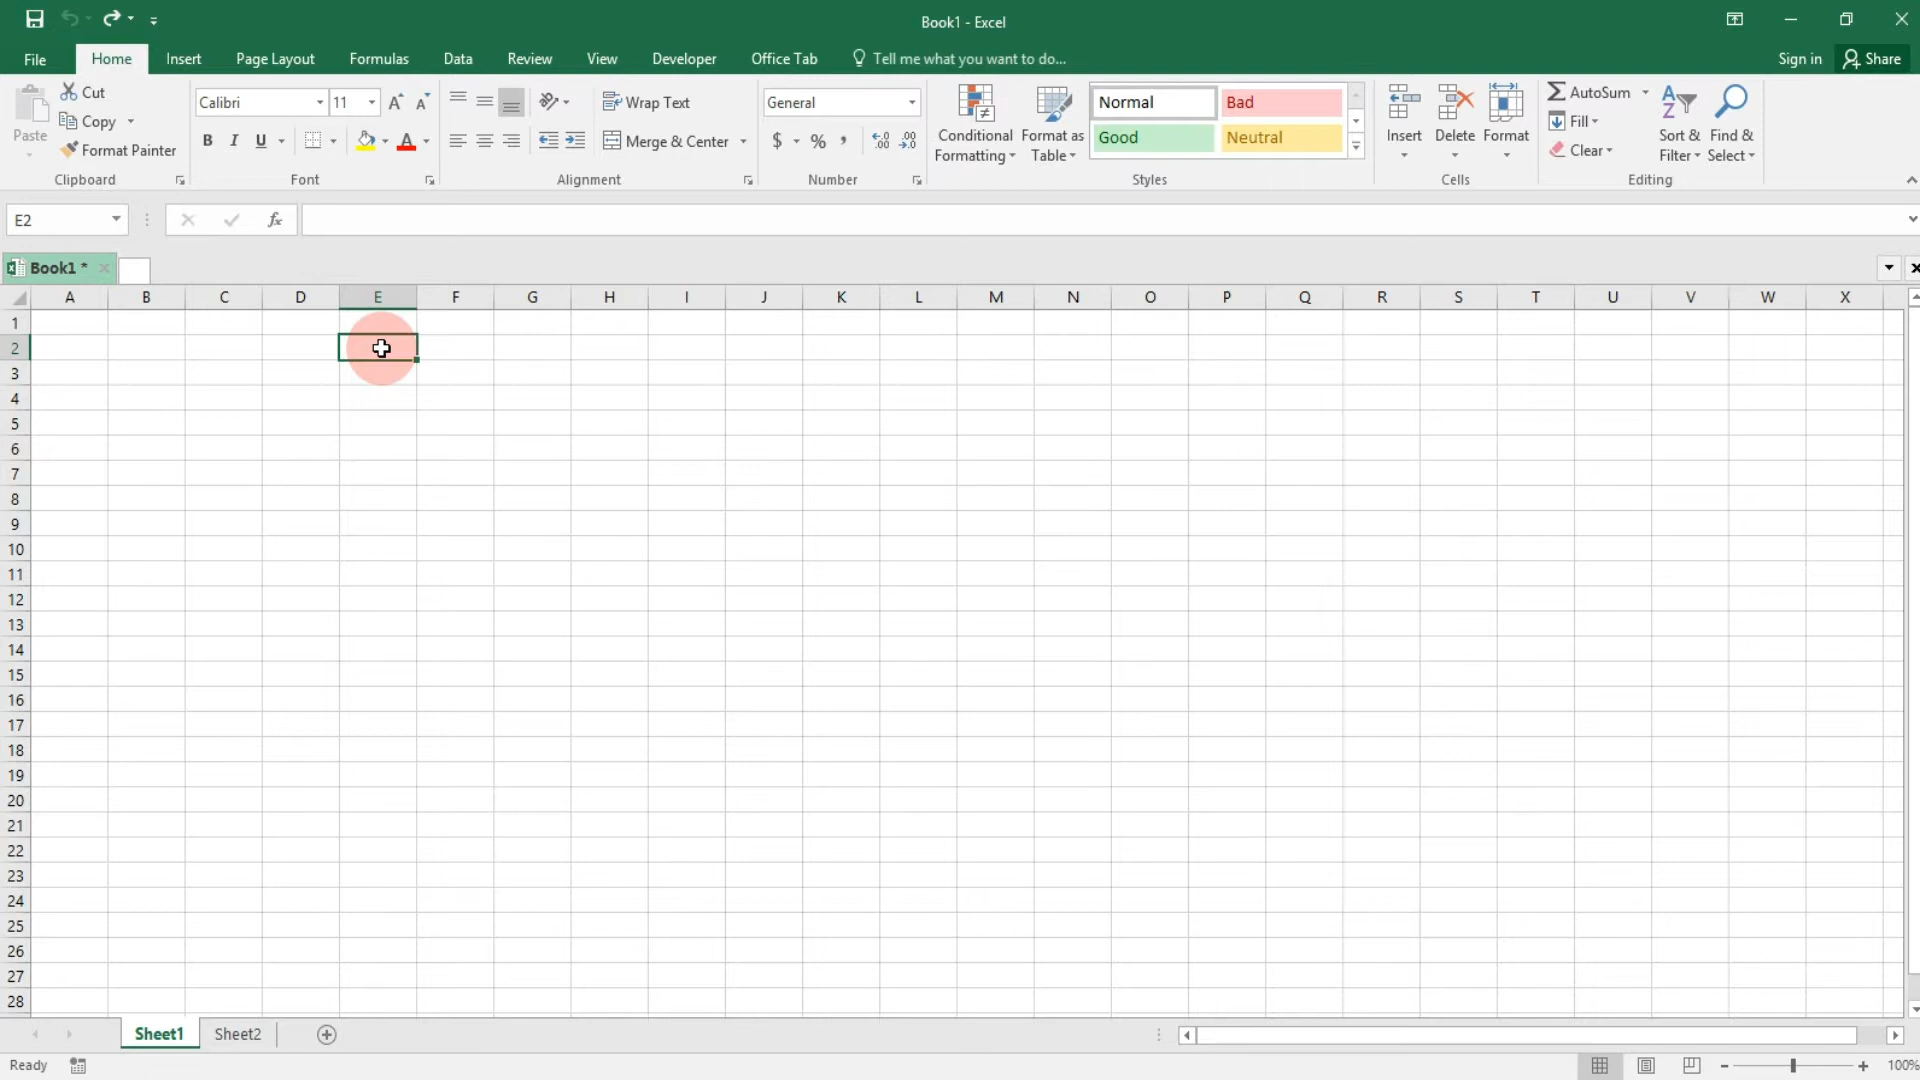 Book1 - Excel
File Home Insert Page Layout Formulas Data Review View Developer Office Tab Tell me what you want to do... Sign in Share
Paste
Cut
Copy
Format Painter
Clipboard
Calibri 11
B I U
Font
Wrap Text
Merge & Center
Alignment
General
$ % ,
Number
Conditional Formatting
Format as Table
Normal Bad
Good Neutral
Styles
Insert Delete Format
Cells
AutoSum
Fill
Clear
Sort & Filter
Find & Select
Editing
E2 fx
Book1 *
A B C D E F G H I J K L M N O P Q R S T U V W X
1
2
3
4
5
6
7
8
9
10
11
12
13
14
15
16
17
18
19
20
21
22
23
24
25
26
27
28
Sheet1 Sheet2
Ready 100%